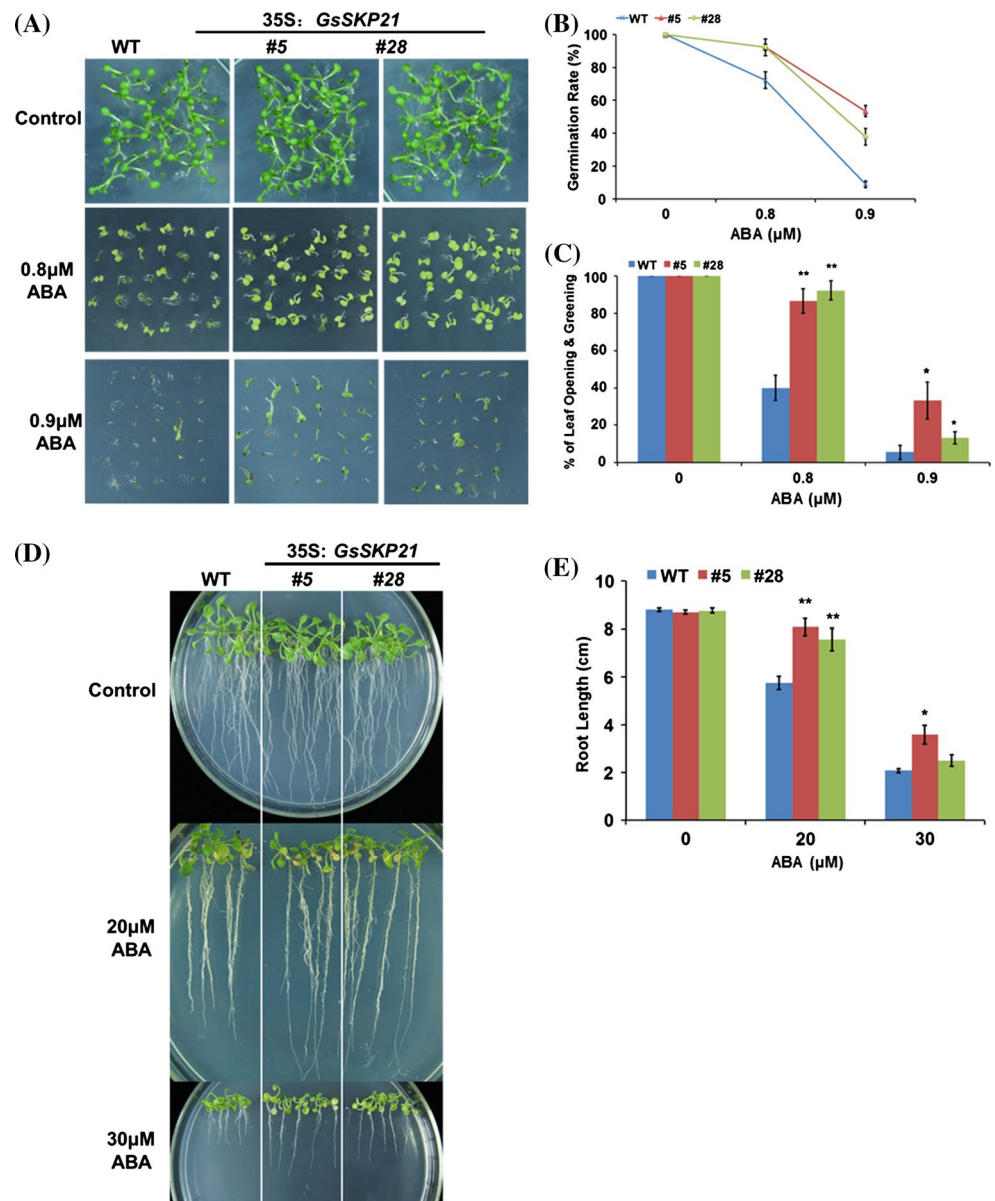 (A)
35S: GsSKP21
WT #5 #28
Control
0.8μM
ABA
0.9μM
ABA
(B)
WT #5 #28
Germination Rate (%)
100
80
60
40
20
0
0 0.8 0.9
ABA (μM)
(C)
WT #5 #28
% of Leaf Opening & Greening
100
80
60
40
20
0
** **
* *
0 0.8 0.9
ABA (μM)
(D)
35S: GsSKP21
WT #5 #28
Control
20μM
ABA
30μM
ABA
(E)
WT #5 #28
Root Length (cm)
10
8
6
4
2
0
** **
*
0 20 30
ABA (μM)